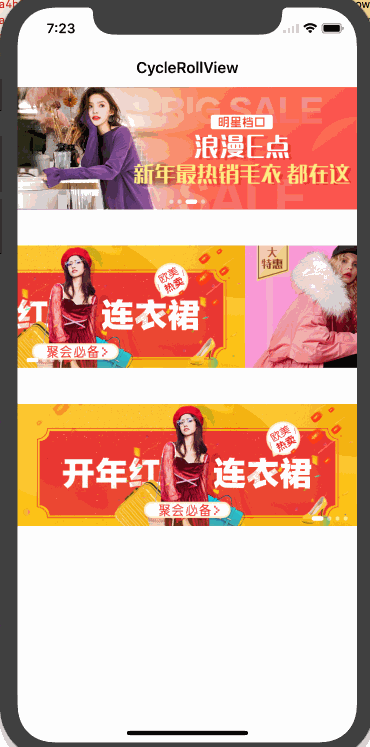 7:23
CycleRollView
BIG SALE
明星档口
浪漫E点
新年最热销毛衣 都在这
SALE
欧美
热卖
红 连衣裙
聚会必备>
大
特惠
欧美
热卖
开年红 连衣裙
聚会必备>